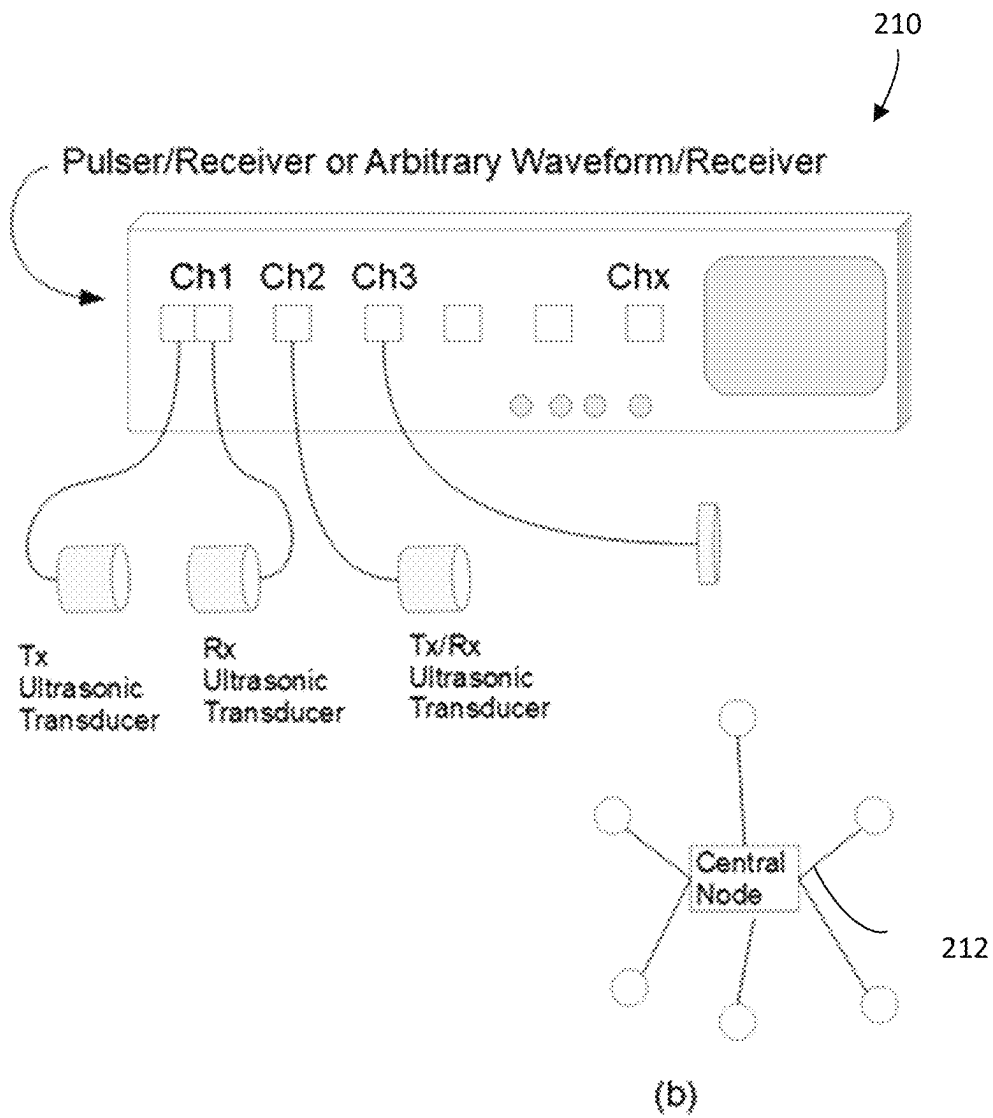 210
Pulser/Receiver or Arbitrary Waveform/Receiver
Ch1 Ch2 Ch3 Chx
Tx
Ultrasonic
Transducer
Rx
Ultrasonic
Transducer
Tx/Rx
Ultrasonic
Transducer
Central
Node
212
(b)